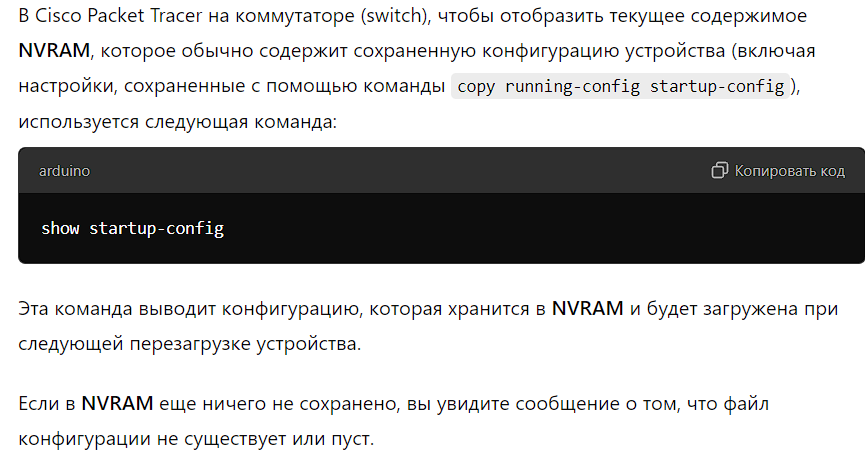 В Cisco Packet Tracer на коммутаторе (switch), чтобы отобразить текущее содержимое
NVRAM, которое обычно содержит сохраненную конфигурацию устройства (включая
настройки, сохраненные с помощью команды copy running-config startup-config),
используется следующая команда:
arduino Копировать код
show startup-config
Эта команда выводит конфигурацию, которая хранится в NVRAM и будет загружена при
следующей перезагрузке устройства.
Если в NVRAM еще ничего не сохранено, вы увидите сообщение о том, что файл
конфигурации не существует или пуст.